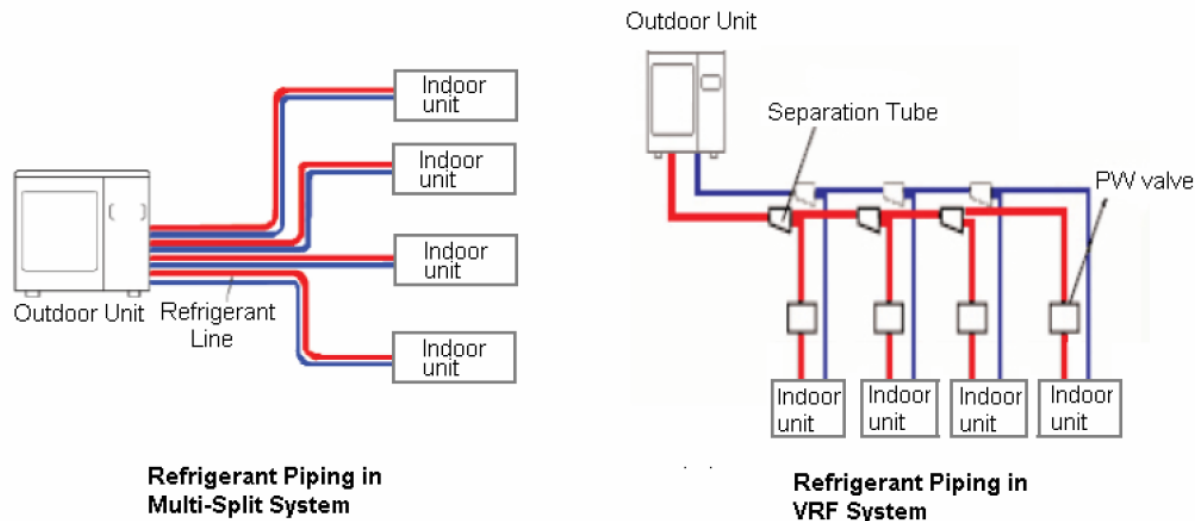 Indoor
unit
Indoor
unit
Indoor
unit
Indoor
unit
Outdoor Unit
Refrigerant
Line
Refrigerant Piping in
Multi-Split System
Outdoor Unit
Separation Tube
PW valve
Indoor
unit
Indoor
unit
Indoor
unit
Indoor
unit
Refrigerant Piping in
VRF System